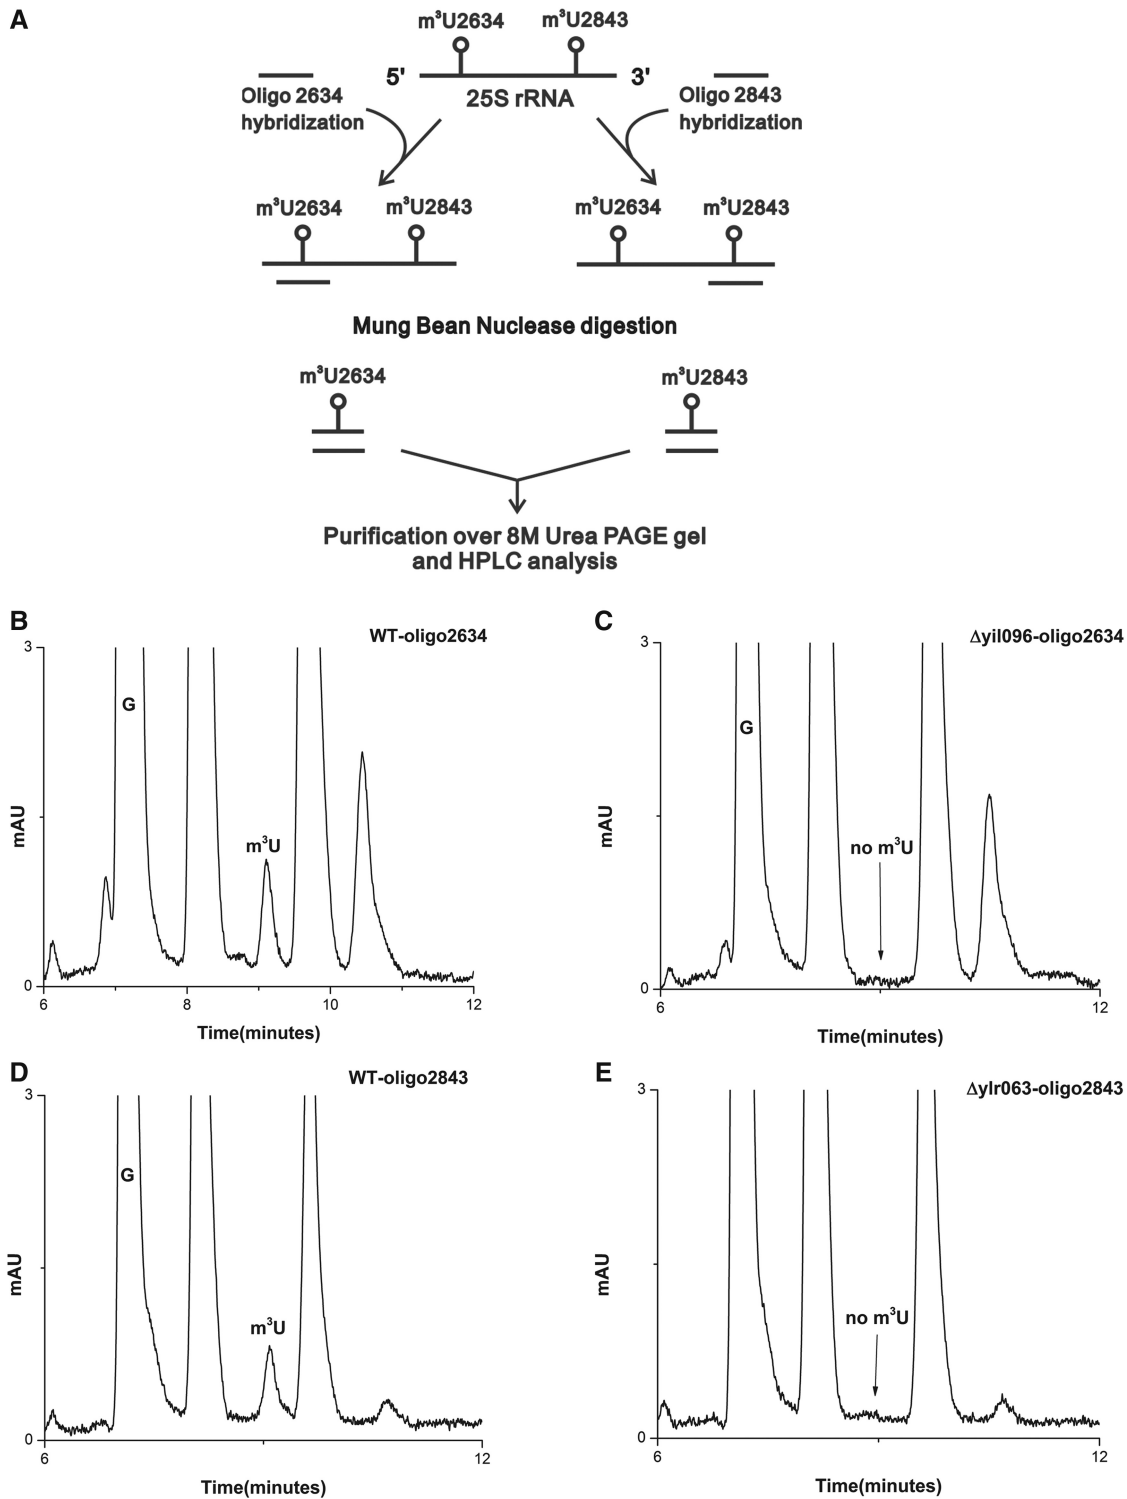 A
m³U2634 m³U2843
5' 3'
25S rRNA
Oligo 2634
hybridization
Oligo 2843
hybridization
m³U2634 m³U2843
m³U2634 m³U2843
Mung Bean Nuclease digestion
m³U2634
m³U2843
Purification over 8M Urea PAGE gel
and HPLC analysis
B
WT-oligo2634
3
G
m³U
mAU
0
6 8 10 12
Time(minutes)
C
Δyil096-oligo2634
3
G
no m³U
mAU
0
6 12
Time(minutes)
D
WT-oligo2843
3
G
m³U
mAU
0
6 12
Time(minutes)
E
Δylr063-oligo2843
3
no m³U
mAU
0
6 12
Time(minutes)